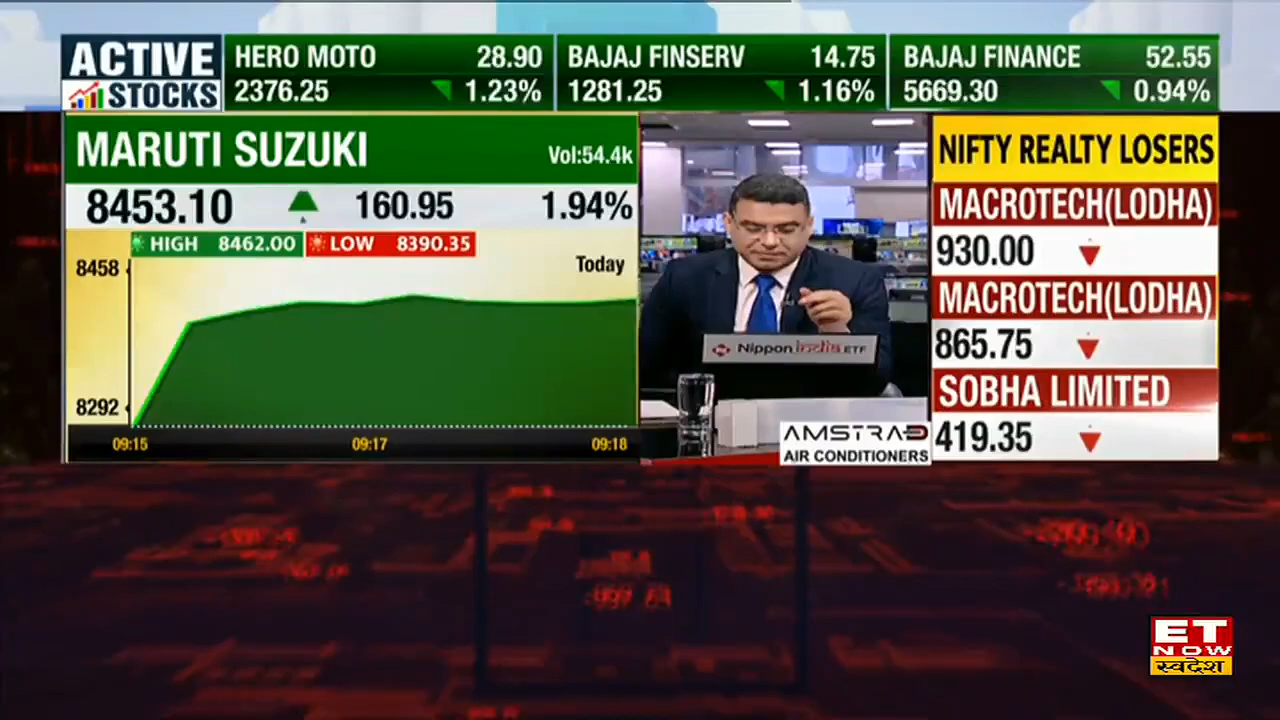 ACTIVE
STOCKS
HERO MOTO 28.90
2376.25 1.23%
BAJAJ FINSERV 14.75
1281.25 1.16%
BAJAJ FINANCE 52.55
5669.30 0.94%
MARUTI SUZUKI Vol:54.4k
8453.10 160.95 1.94%
HIGH 8462.00 LOW 8390.35
Today
8458
8292
09:15 09:17 09:18
Nippon india ETF
AMSTRAD
AIR CONDITIONERS
NIFTY REALTY LOSERS
MACROTECH(LODHA)
930.00
MACROTECH(LODHA)
865.75
SOBHA LIMITED
419.35
ET
NOW
स्वदेश